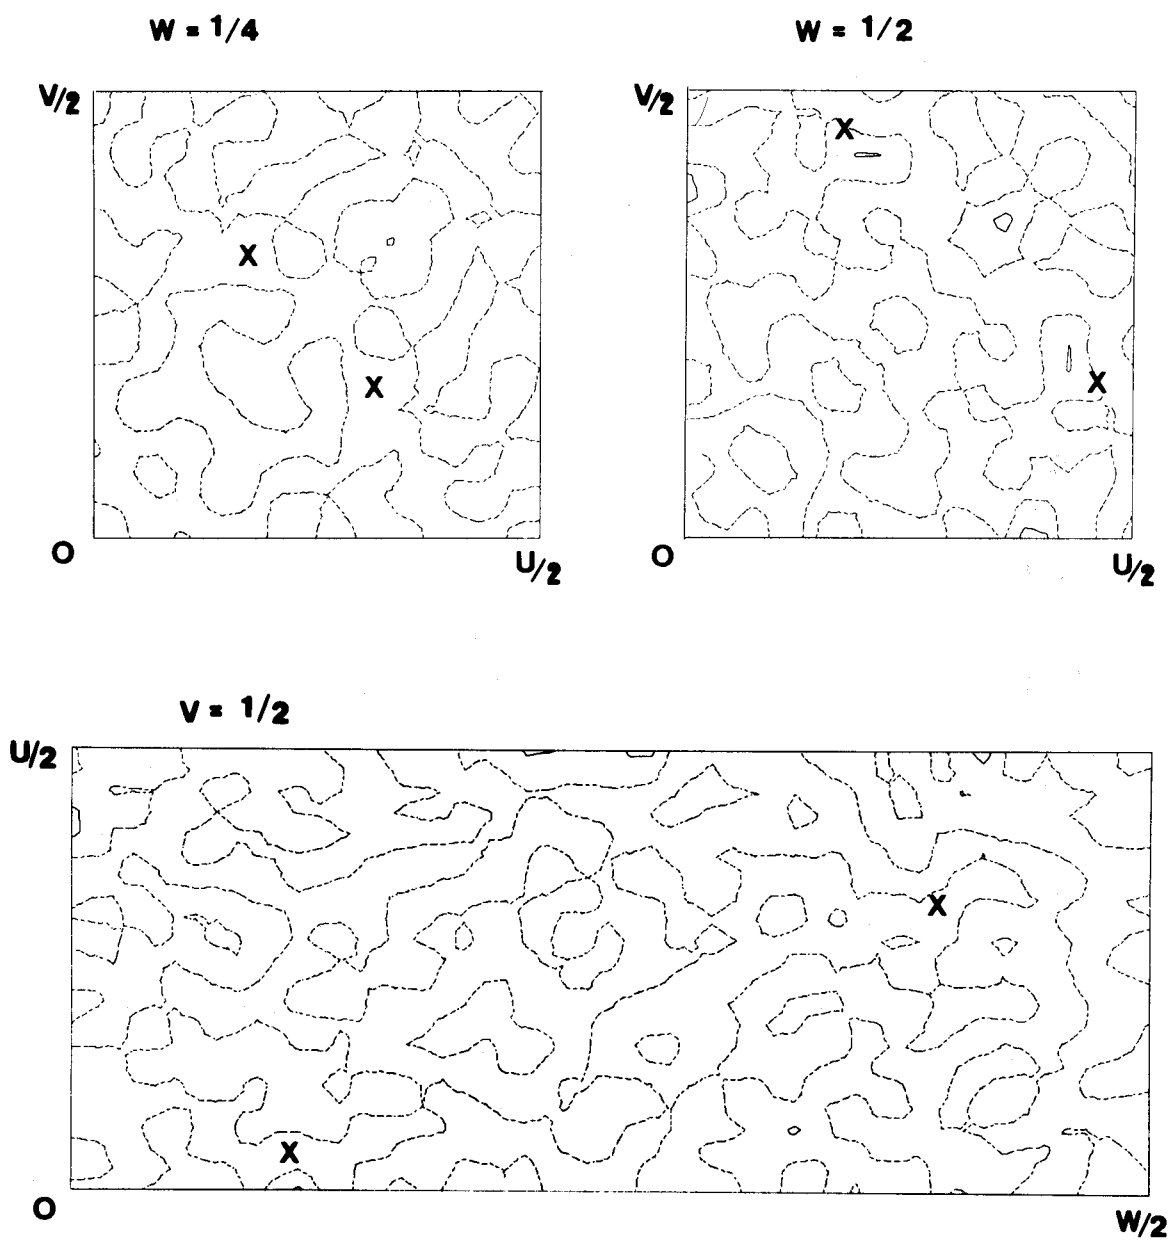 W = 1/4
W = 1/2
V/2
V/2
X
X
X
X
O
U/2
O
U/2
V = 1/2
U/2
X
X
O
W/2